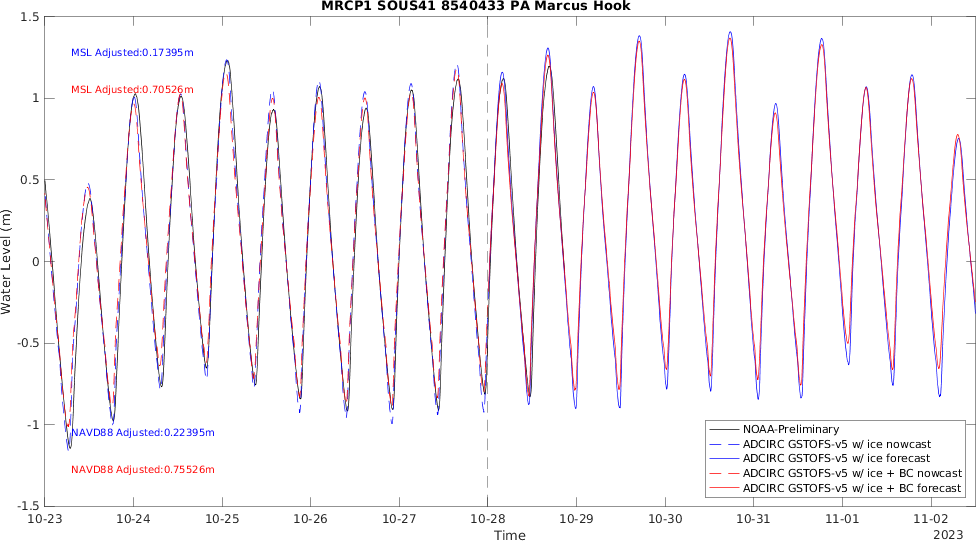 MRCP1 SOUS41 8540433 PA Marcus Hook
1.5
MSL Adjusted:0.17395m
MSL Adjusted:0.70526m
1
0.5
0
-0.5
-1
-1.5
Water Level (m)
NAVD88 Adjusted:0.22395m
NAVD88 Adjusted:0.75526m
NOAA-Preliminary
ADCIRC GSTOFS-v5 w/ ice nowcast
ADCIRC GSTOFS-v5 w/ ice forecast
ADCIRC GSTOFS-v5 w/ ice + BC nowcast
ADCIRC GSTOFS-v5 w/ ice + BC forecast
10-23 10-24 10-25 10-26 10-27 10-28 10-29 10-30 10-31 11-01 11-02
Time
2023